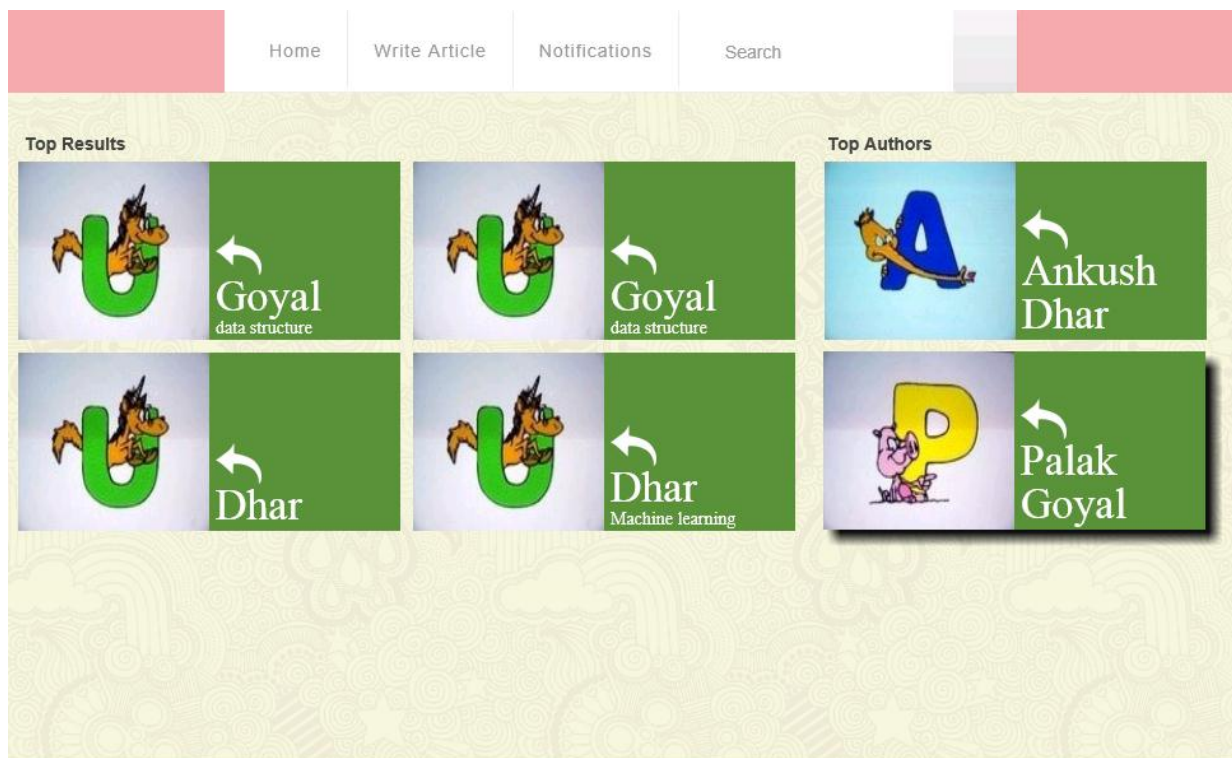 Home
Write Article
Notifications
Search
Top Results
Goyal
data structure
Goyal
data structure
Dhar
Dhar
Machine learning
Top Authors
A
Ankush
Dhar
P
Palak
Goyal